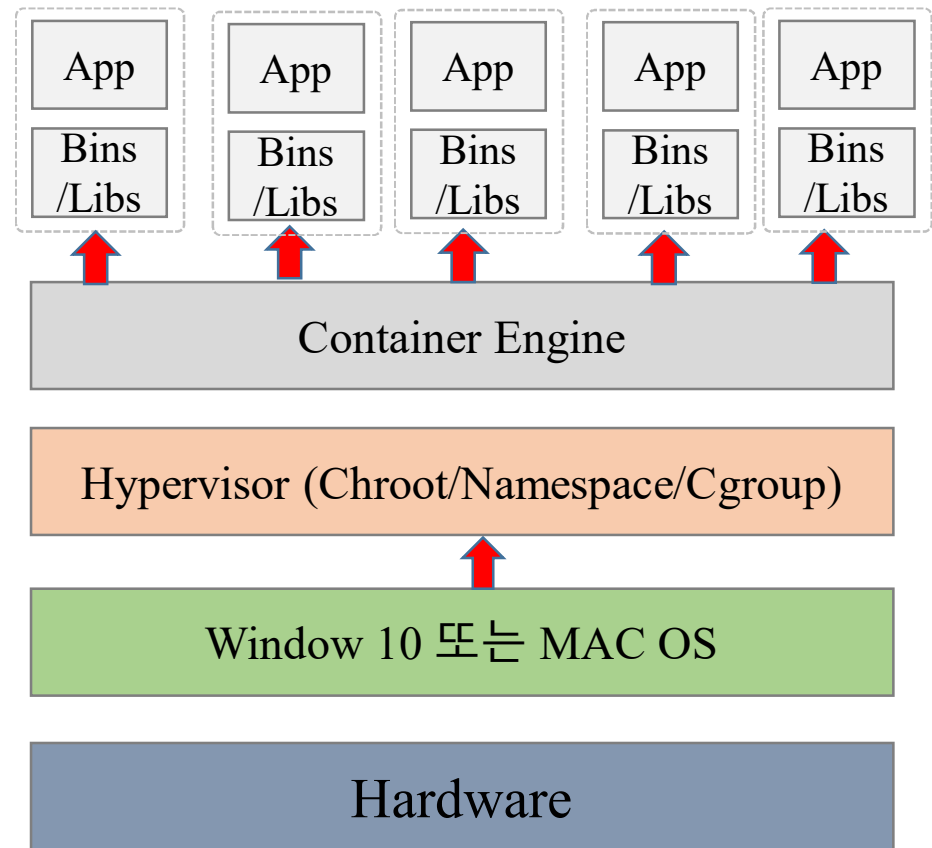 App App App App App
Bins Bins Bins Bins Bins
/Libs /Libs /Libs /Libs /Libs
Container Engine
Hypervisor (Chroot/Namespace/Cgroup)
Window 10 또는 MAC OS
Hardware